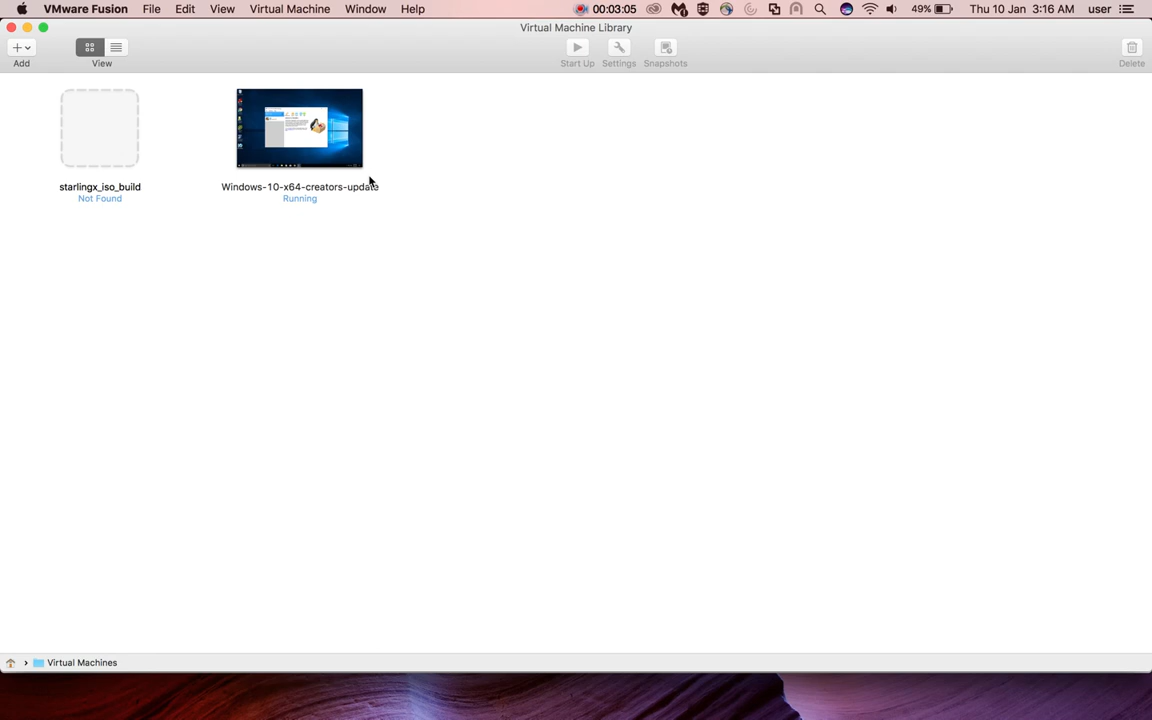 VMware Fusion File Edit View Virtual Machine Window Help 00:03:05 49% Thu 10 Jan 3:16 AM user
Virtual Machine Library
Add View Start Up Settings Snapshots Delete
starlingx_iso_build Windows-10-x64-creators-update
Not Found Running
Virtual Machines